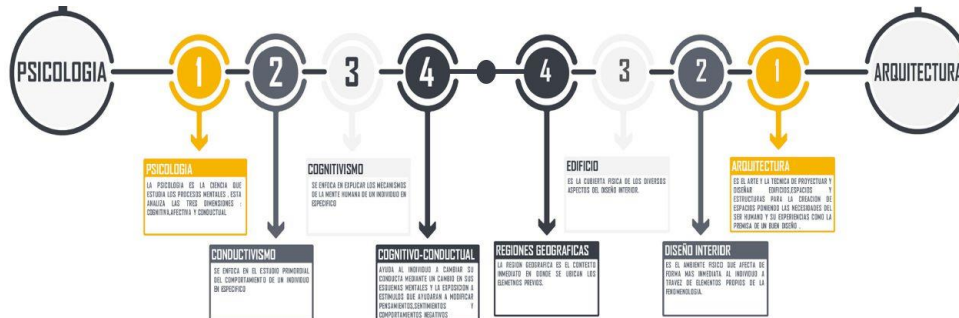 PSICOLOGIA
1
2
3
4
4
3
2
1
ARQUITECTURA
PSICOLOGIA
LA PSICOLOGIA ES LA CIENCIA QUE
ESTUDIA LOS PROCESOS MENTALES . ESTA
ANALIZA LAS TRES DIMENSIONES :
COGNITIVA,AFECTIVA Y CONDUCTUAL
CONDUCTIVISMO
SE ENFOCA EN EL ESTUDIO PRIMORDIAL
DEL COMPORTAMIENTO DE UN INDIVIDUO
EN ESPECIFICO
COGNITIVISMO
SE ENFOCA EN EXPLICAR LOS MECANISMOS
DE LA MENTE HUMANA DE UN INDIVIDUO EN
ESPECIFICO
COGNITIVO-CONDUCTUAL
AYUDA AL INDIVIDUO A CAMBIAR SU
CONDUCTA MEDIANTE UN CAMBIO EN SUS
ESQUEMAS MENTALES Y LA EXPOSICION A
ESTIMULOS QUE AYUDARAN A MODIFICAR
PENSAMIENTOS,SENTIMIENTOS Y
COMPORTAMIENTOS NEGATIVOS
REGIONES GEOGRAFICAS
LA REGION GEOGRAFICA ES EL CONTEXTO
INMEDIATO EN DONDE SE UBICAN LOS
ELEMETNOS PREVIOS.
EDIFICIO
ES LA CUBIERTA FISICA DE LOS DIVERSOS
ASPECTOS DEL DISEÑO INTERIOR.
DISEÑO INTERIOR
ES EL AMBIENTE FISICO QUE AFECTA DE
FORMA MAS INMEDIATA AL INDIVIDUO A
TRAVEZ DE ELEMENTOS PROPIOS DE LA
FENOMENOLOGIA.
ARQUITECTURA
ES EL ARTE Y LA TECNICA DE PROYECTUAR Y
DISEÑAR EDIFICIOS,ESPACIOS Y
ESTRUCTURAS PARA LA CREACION DE
ESPACIOS PONIENDO LAS NECESIDADES DEL
SER HUMANO Y SU EXPERIENCIAS COMO LA
PREMISA DE UN BUEN DISEÑO .